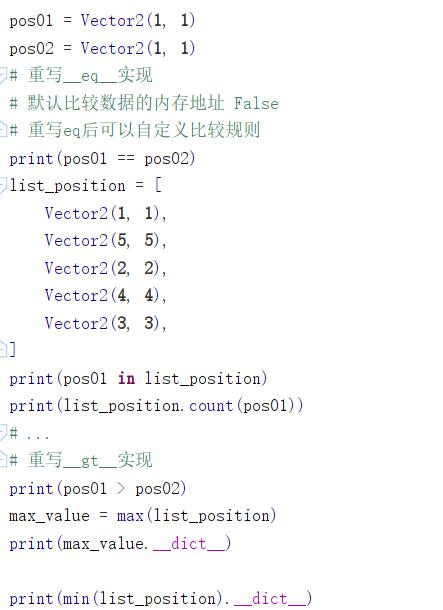 pos01 = Vector2(1, 1)
pos02 = Vector2(1, 1)
# 重写__eq__实现
# 默认比较数据的内存地址 False
# 重写eq后可以自定义比较规则
print(pos01 == pos02)
list_position = [
    Vector2(1, 1),
    Vector2(5, 5),
    Vector2(2, 2),
    Vector2(4, 4),
    Vector2(3, 3),
]
print(pos01 in list_position)
print(list_position.count(pos01))
# ...
# 重写__gt__实现
print(pos01 > pos02)
max_value = max(list_position)
print(max_value.__dict__)
print(min(list_position).__dict__)